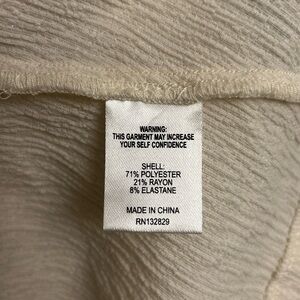 WARNING:
THIS GARMENT MAY INCREASE
YOUR SELF CONFIDENCE
SHELL:
71% POLYESTER
21% RAYON
8% ELASTANE
MADE IN CHINA
RN132829